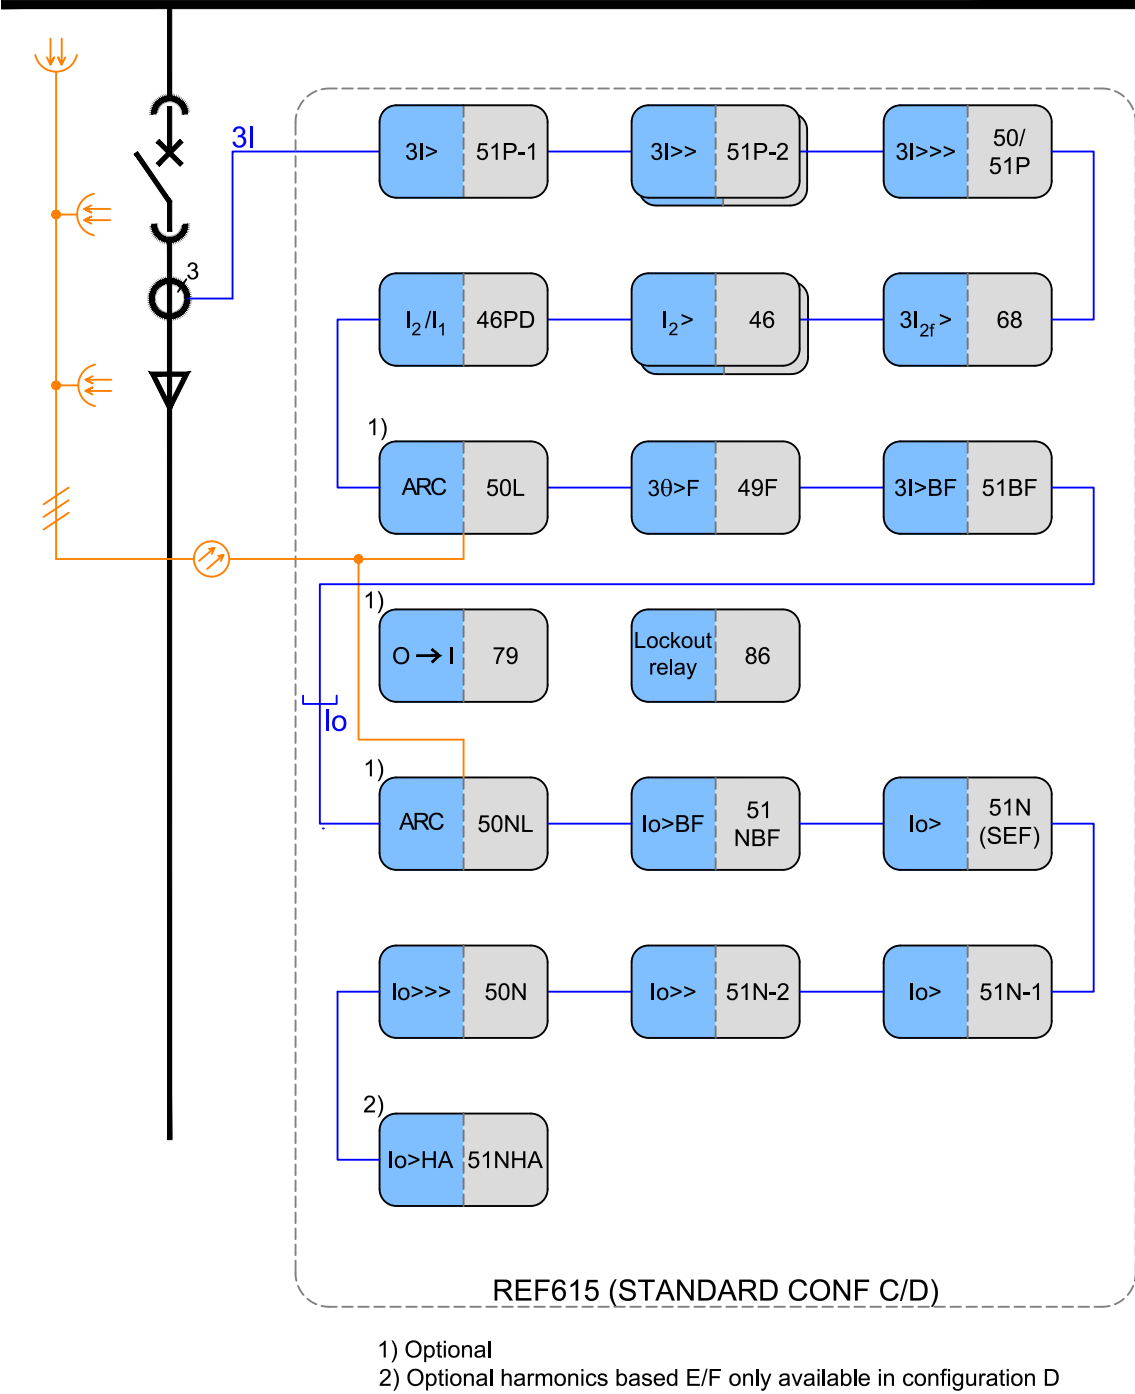 3I
3I> 51P-1
3I>> 51P-2
3I>>> 50/
51P
3
I2/I1 46PD
I2> 46
3I2f> 68
1)
ARC 50L
3θ>F 49F
3I>BF 51BF
1)
O→I 79
Lockout
relay 86
Io
1)
ARC 50NL
Io>BF 51
NBF
Io> 51N
(SEF)
Io>>> 50N
Io>> 51N-2
Io> 51N-1
2)
Io>HA 51NHA
REF615 (STANDARD CONF C/D)
1) Optional
2) Optional harmonics based E/F only available in configuration D